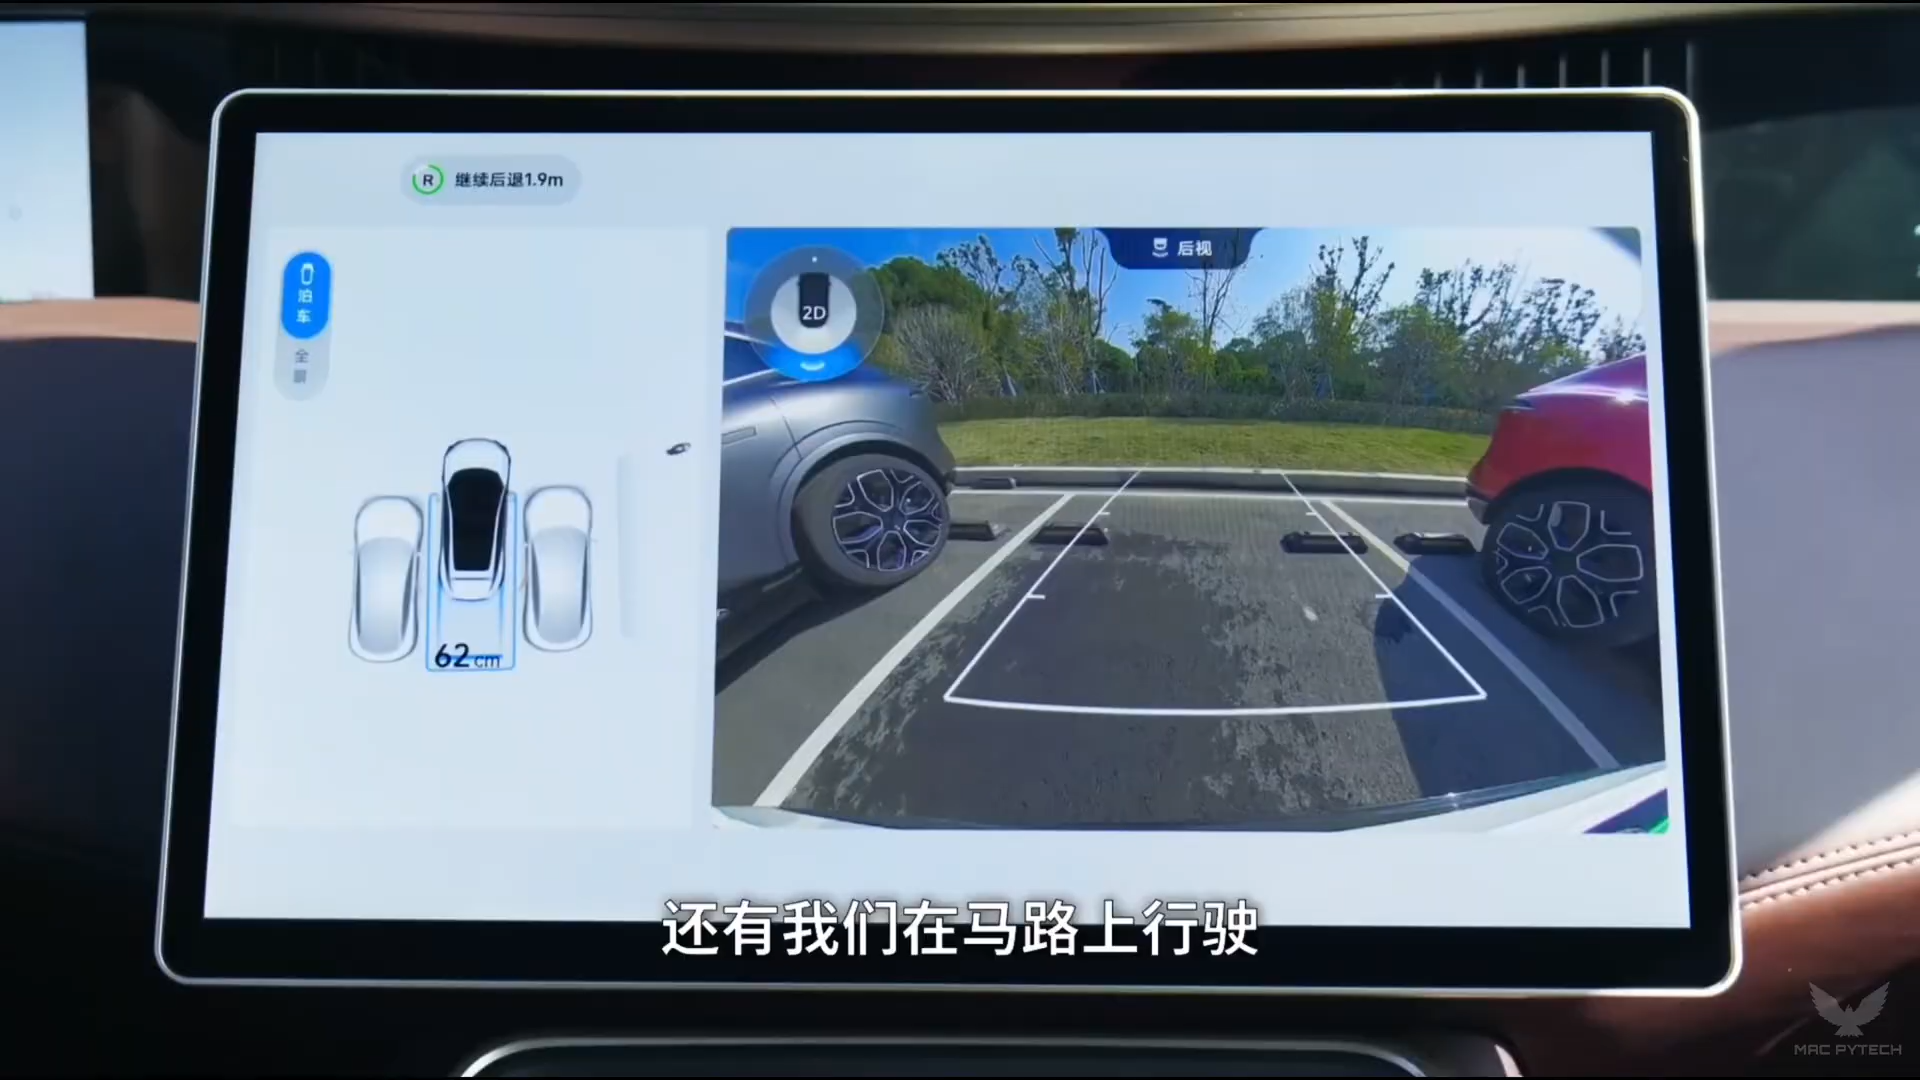 R 继续后退1.9m
泊
车
全
景
2D
后视
62cm
还有我们在马路上行驶
MAC PYTECH